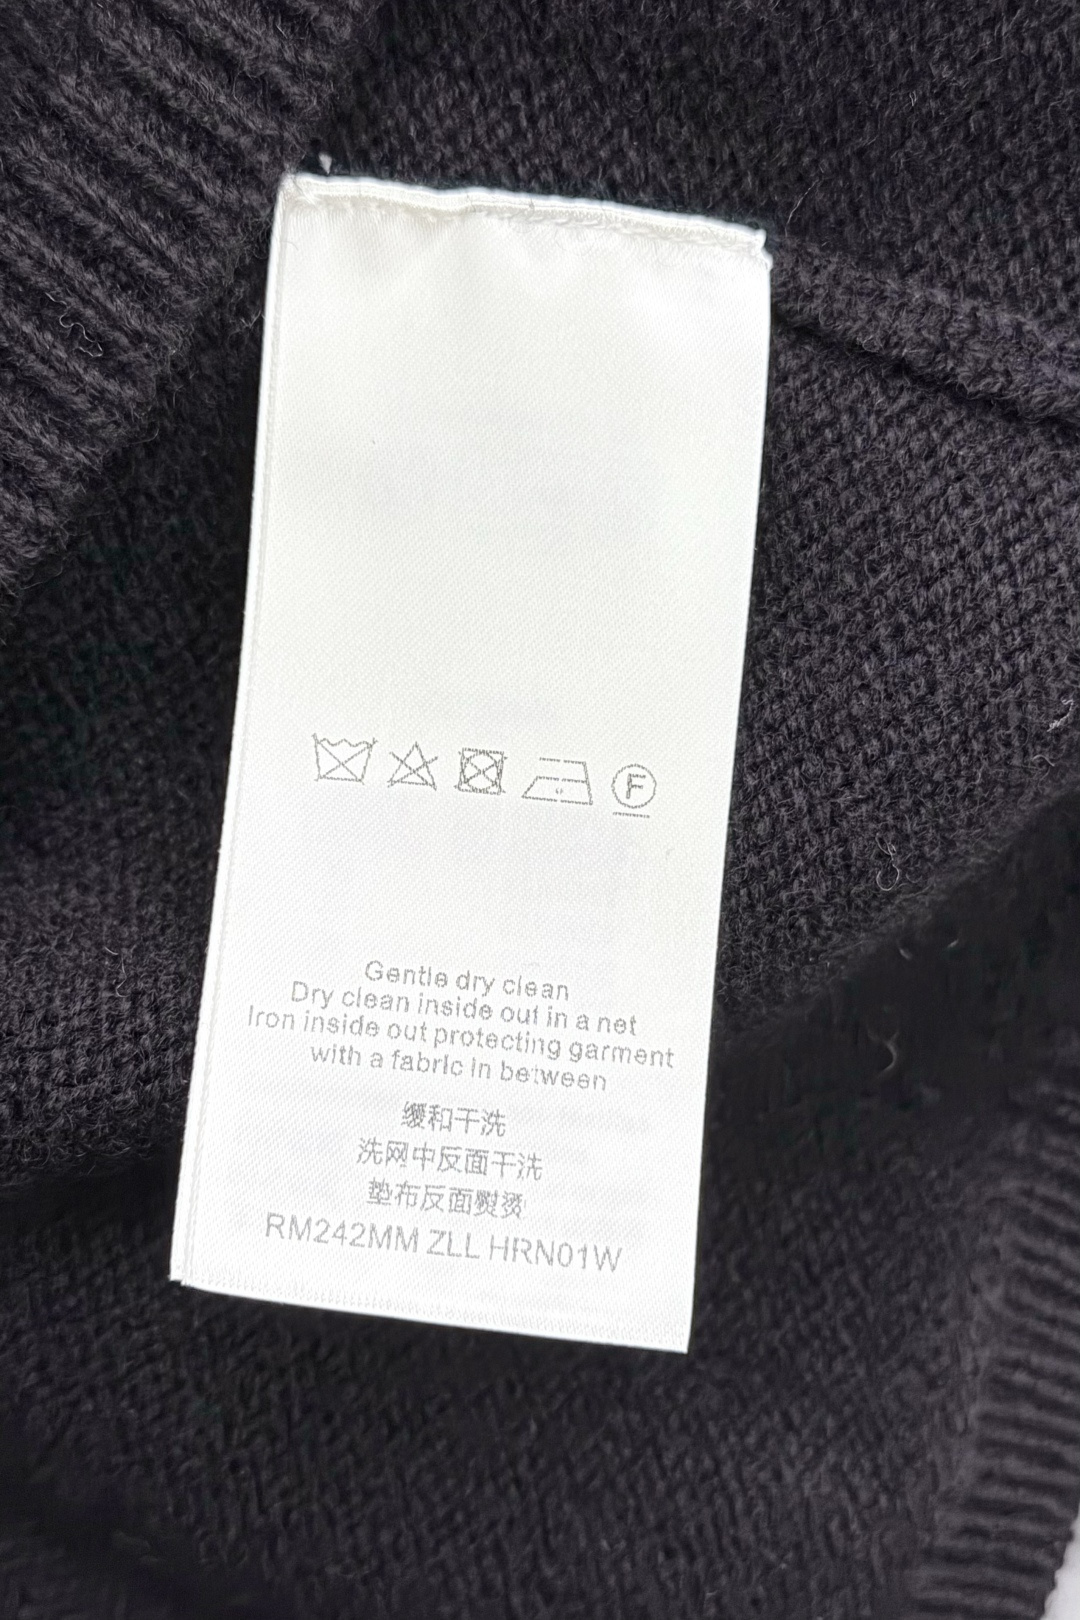 F
Gentle dry clean
Dry clean inside out in a net
Iron inside out protecting garment
with a fabric in between
缓和干洗
洗网中反面干洗
垫布反面熨烫
RM242MM ZLL HRN01W